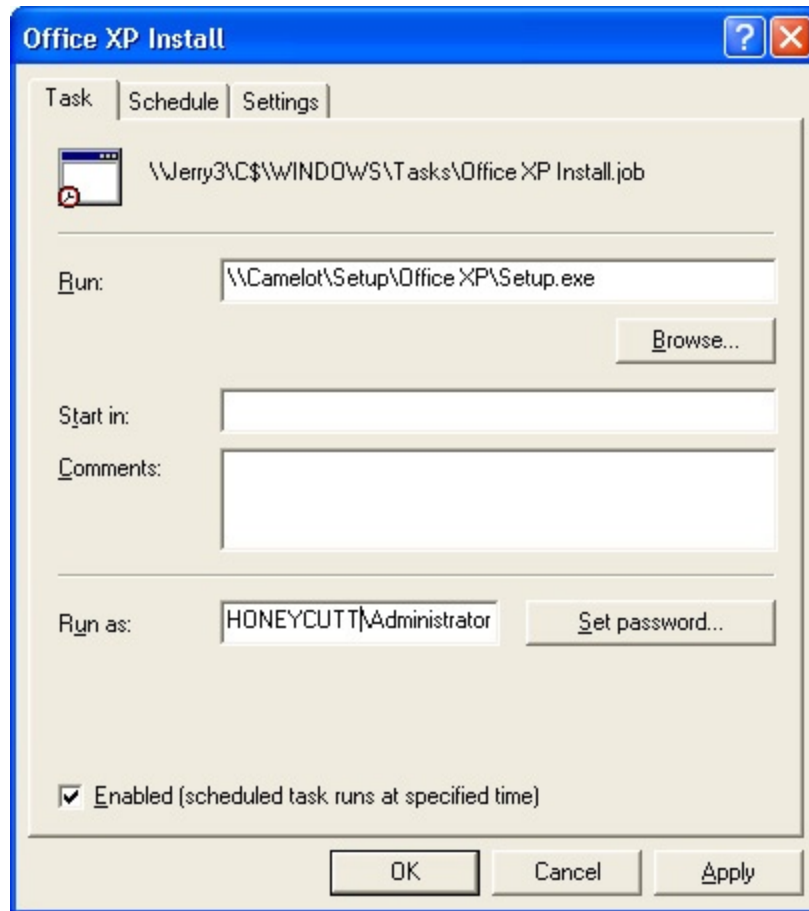 Office XP Install
Task Schedule Settings
\\Jerry3\C$\WINDOWS\Tasks\Office XP Install.job
Run: \\Camelot\Setup\Office XP\Setup.exe
Browse...
Start in:
Comments:
Run as: HONEYCUTT\Administrator Set password...
Enabled (scheduled task runs at specified time)
OK Cancel Apply